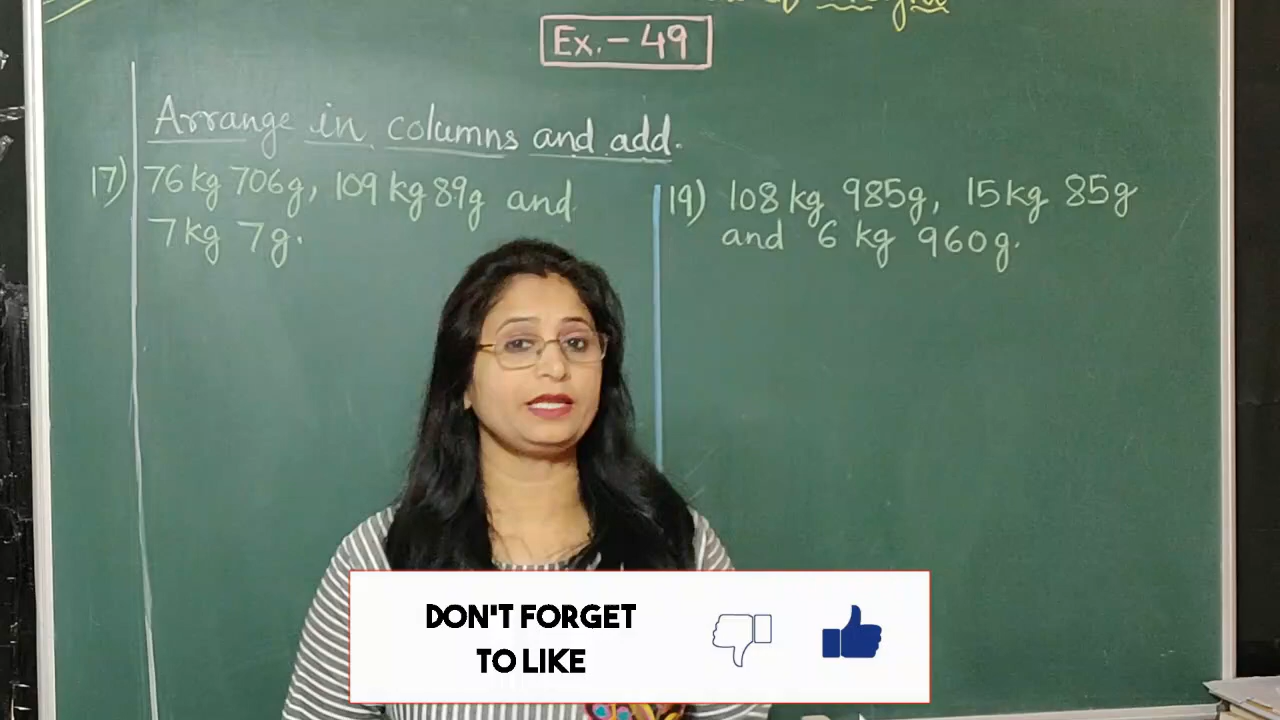 Ex. - 49
Arrange in columns and add.
17) 76 kg 706 g, 109 kg 89 g and
7 kg 7 g.
19) 108 kg 985 g, 15 kg 85 g
and 6 kg 960 g.
DON'T FORGET
TO LIKE